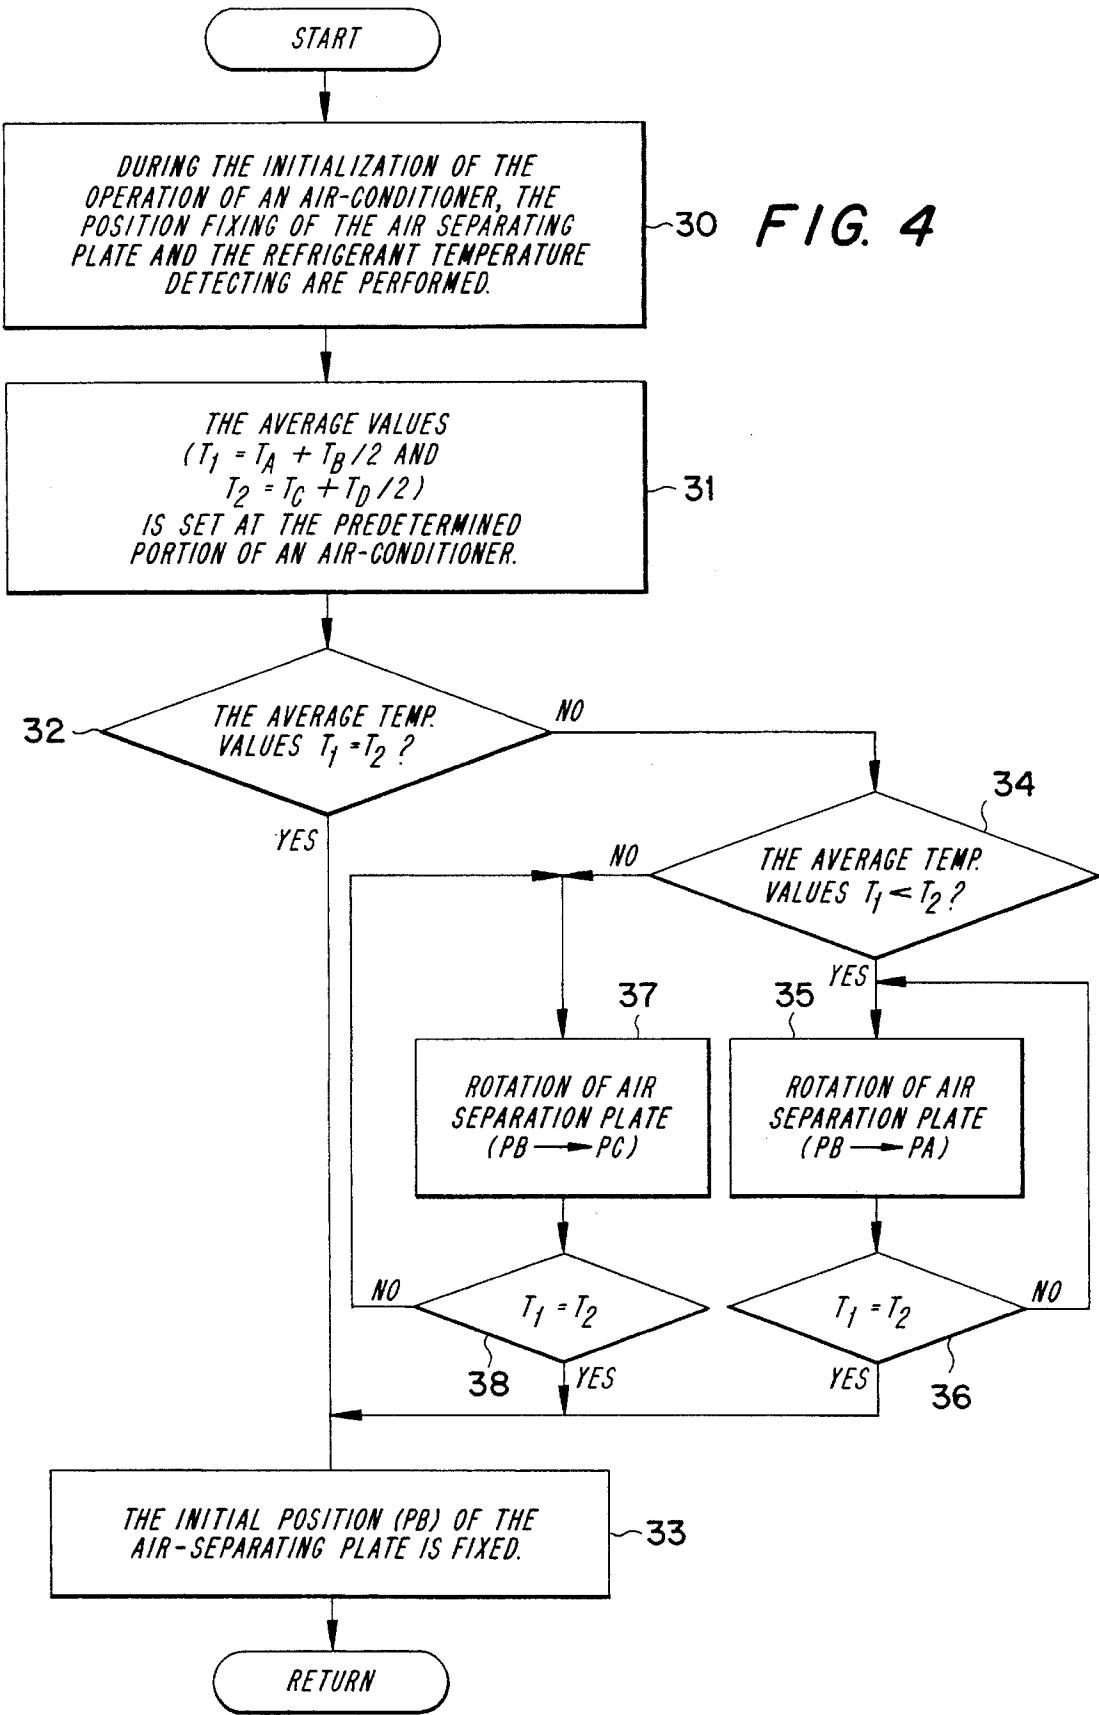 START
DURING THE INITIALIZATION OF THE
OPERATION OF AN AIR-CONDITIONER, THE
POSITION FIXING OF THE AIR SEPARATING
PLATE AND THE REFRIGERANT TEMPERATURE
DETECTING ARE PERFORMED.
30
FIG. 4
THE AVERAGE VALUES
(T1 = TA + TB/2 AND
T2 = TC + TD/2)
IS SET AT THE PREDETERMINED
PORTION OF AN AIR-CONDITIONER.
31
32
THE AVERAGE TEMP.
VALUES T1 = T2 ?
NO
YES
34
THE AVERAGE TEMP.
VALUES T1 < T2 ?
NO
YES
37
ROTATION OF AIR
SEPARATION PLATE
(PB → PC)
35
ROTATION OF AIR
SEPARATION PLATE
(PB → PA)
NO
T1 = T2
38
YES
T1 = T2
NO
YES
36
THE INITIAL POSITION (PB) OF THE
AIR-SEPARATING PLATE IS FIXED.
33
RETURN